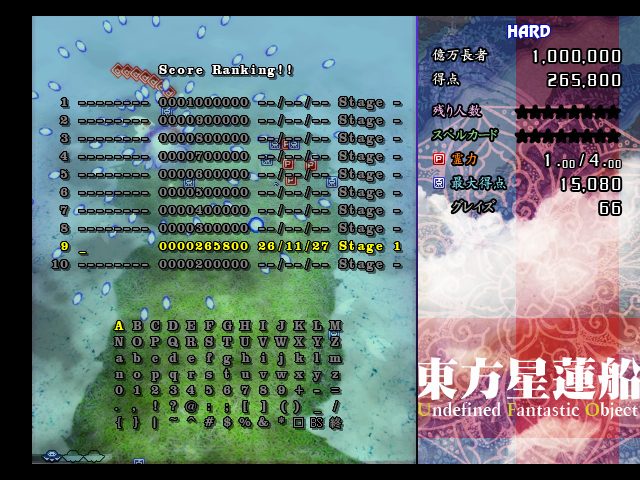 Score Ranking!!
1 -------- 0001000000 --/--/-- Stage -
2 -------- 0000900000 --/--/-- Stage -
3 -------- 0000800000 --/--/-- Stage -
4 -------- 0000700000 --/--/-- Stage -
5 -------- 0000600000 --/--/-- Stage -
6 -------- 0000500000 --/--/-- Stage -
7 -------- 0000400000 --/--/-- Stage -
8 -------- 0000300000 --/--/-- Stage -
9 _ 0000265800 26/11/27 Stage 1
10 -------- 0000200000 --/--/-- Stage -
A B C D E F G H I J K L M
N O P Q R S T U V W X Y Z
a b c d e f g h i j k l m
n o p q r s t u v w x y z
0 1 2 3 4 5 6 7 8 9 + - =
. , ! ? @ : ; [ ] ( ) _ /
{ } | ~ ^ # $ % & * □ BS 終
HARD
億万長者 1,000,000
得点 265,800
残り人数 ★★★★★★★★
スペルカード ★★★★★★★★
P 霊力 1.00/4.00
最大得点 15,080
グレイズ 66
東方星蓮船
Undefined Fantastic Object